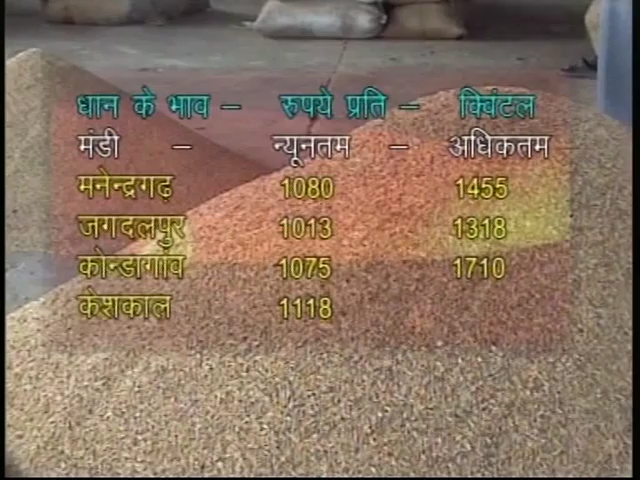 धान के भाव – रुपये प्रति – क्विंटल
मंडी – न्यूनतम – अधिकतम
मनेन्द्रगढ़ 1080 1455
जगदलपुर 1013 1318
कोन्डागॉंव 1075 1710
केशकाल 1118